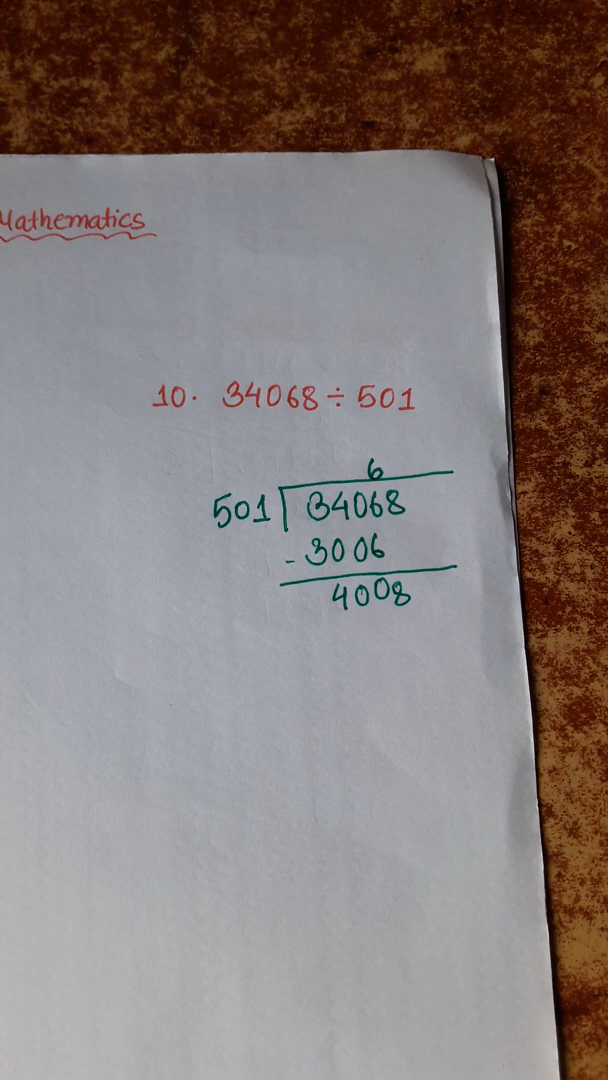 Mathematics
10. 34068 ÷ 501
6
501 34068
- 3006
4008